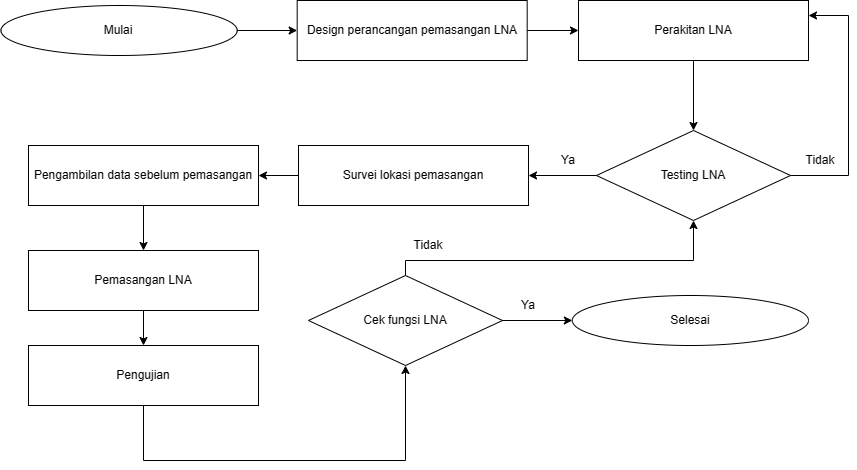 Mulai
Design perancangan pemasangan LNA
Perakitan LNA
Testing LNA
Tidak
Ya
Survei lokasi pemasangan
Pengambilan data sebelum pemasangan
Pemasangan LNA
Pengujian
Cek fungsi LNA
Tidak
Ya
Selesai